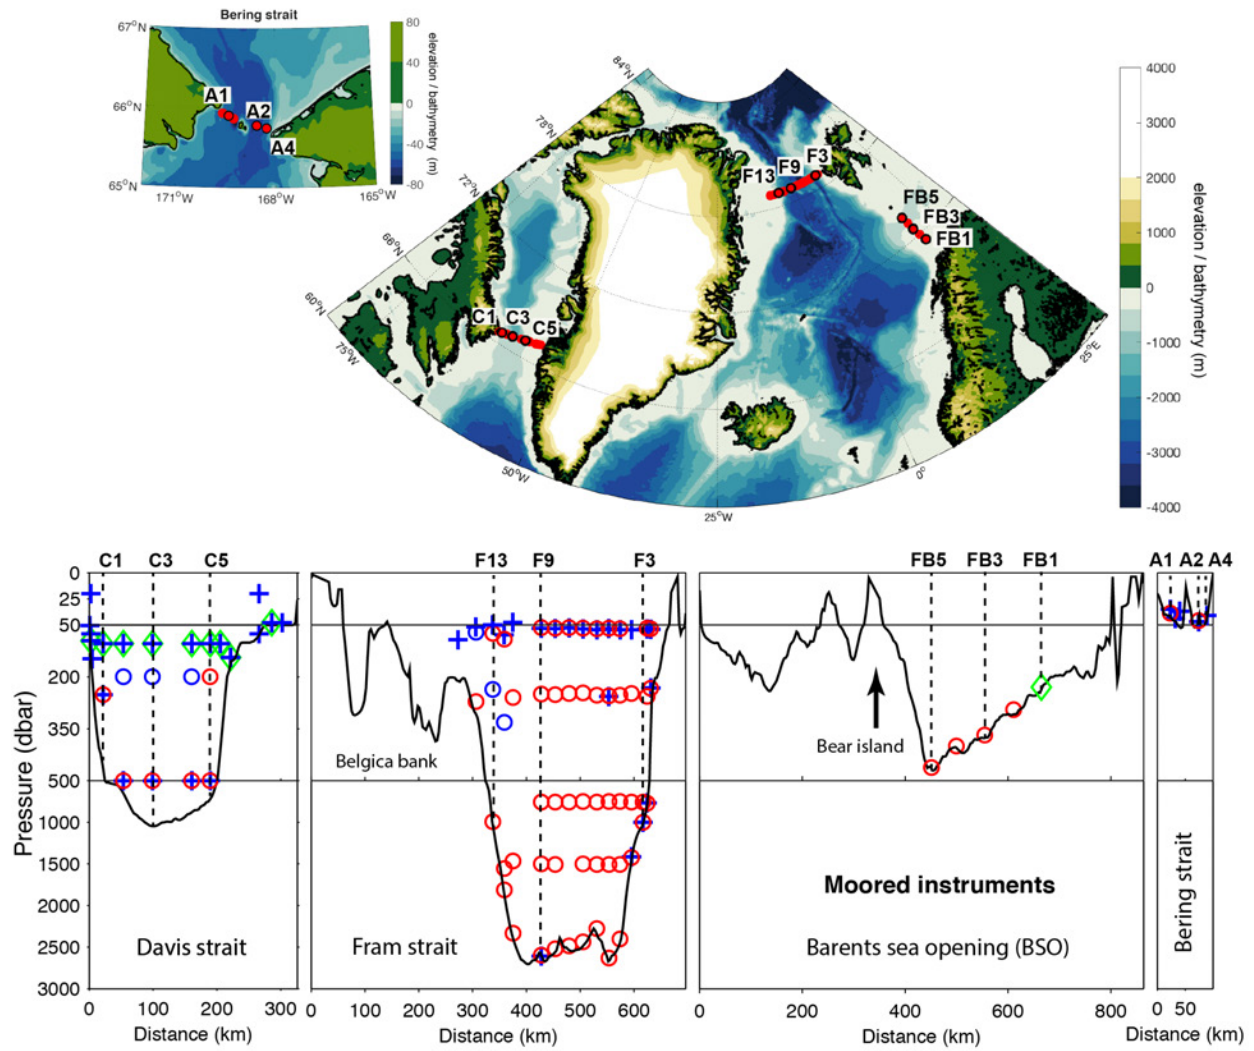 Bering strait
67°N
66°N
65°N
171°W
168°W
165°W
A1
A2
A4
80
40
0
-40
-80
elevation / bathymetry (m)
84°N
78°N
72°N
66°N
60°N
75°W
50°W
25°W
0°
25°E
F13
F9
F3
FB5
FB3
FB1
C1
C3
C5
4000
3000
2000
1000
0
-1000
-2000
-3000
-4000
elevation / bathymetry (m)
C1 C3 C5
F13 F9 F3
FB5 FB3 FB1
A1 A2 A4
Pressure (dbar)
0
25
50
200
350
500
1000
1500
2000
2500
3000
Belgica bank
Bear island
Davis strait
Fram strait
Moored instruments
Barents sea opening (BSO)
Bering strait
0 100 200 300
Distance (km)
0 100 200 300 400 500 600
Distance (km)
0 200 400 600 800
Distance (km)
0 50
Distance (km)